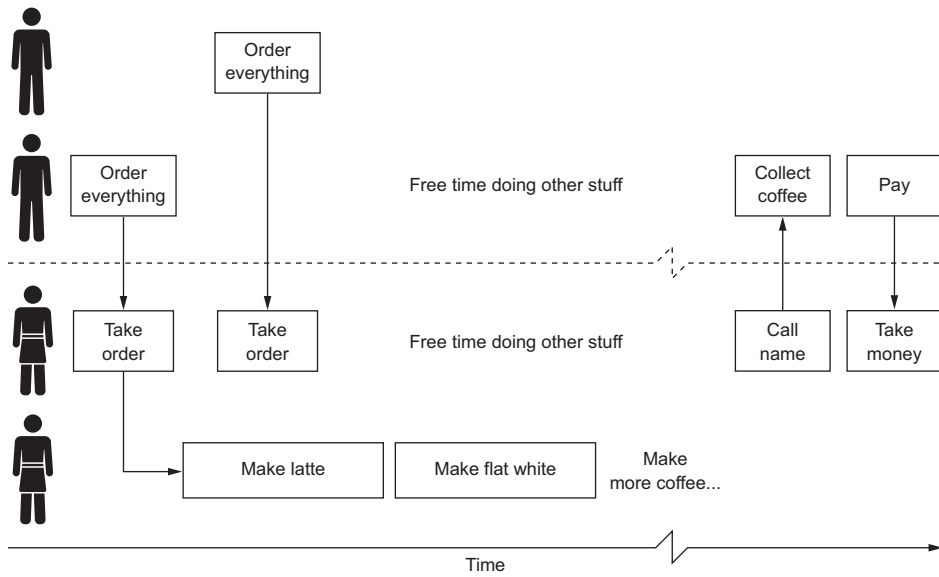 Order
everything
Order
everything
Free time doing other stuff
Collect
coffee
Pay
Take
order
Take
order
Free time doing other stuff
Call
name
Take
money
Make latte
Make flat white
Make
more coffee...
Time